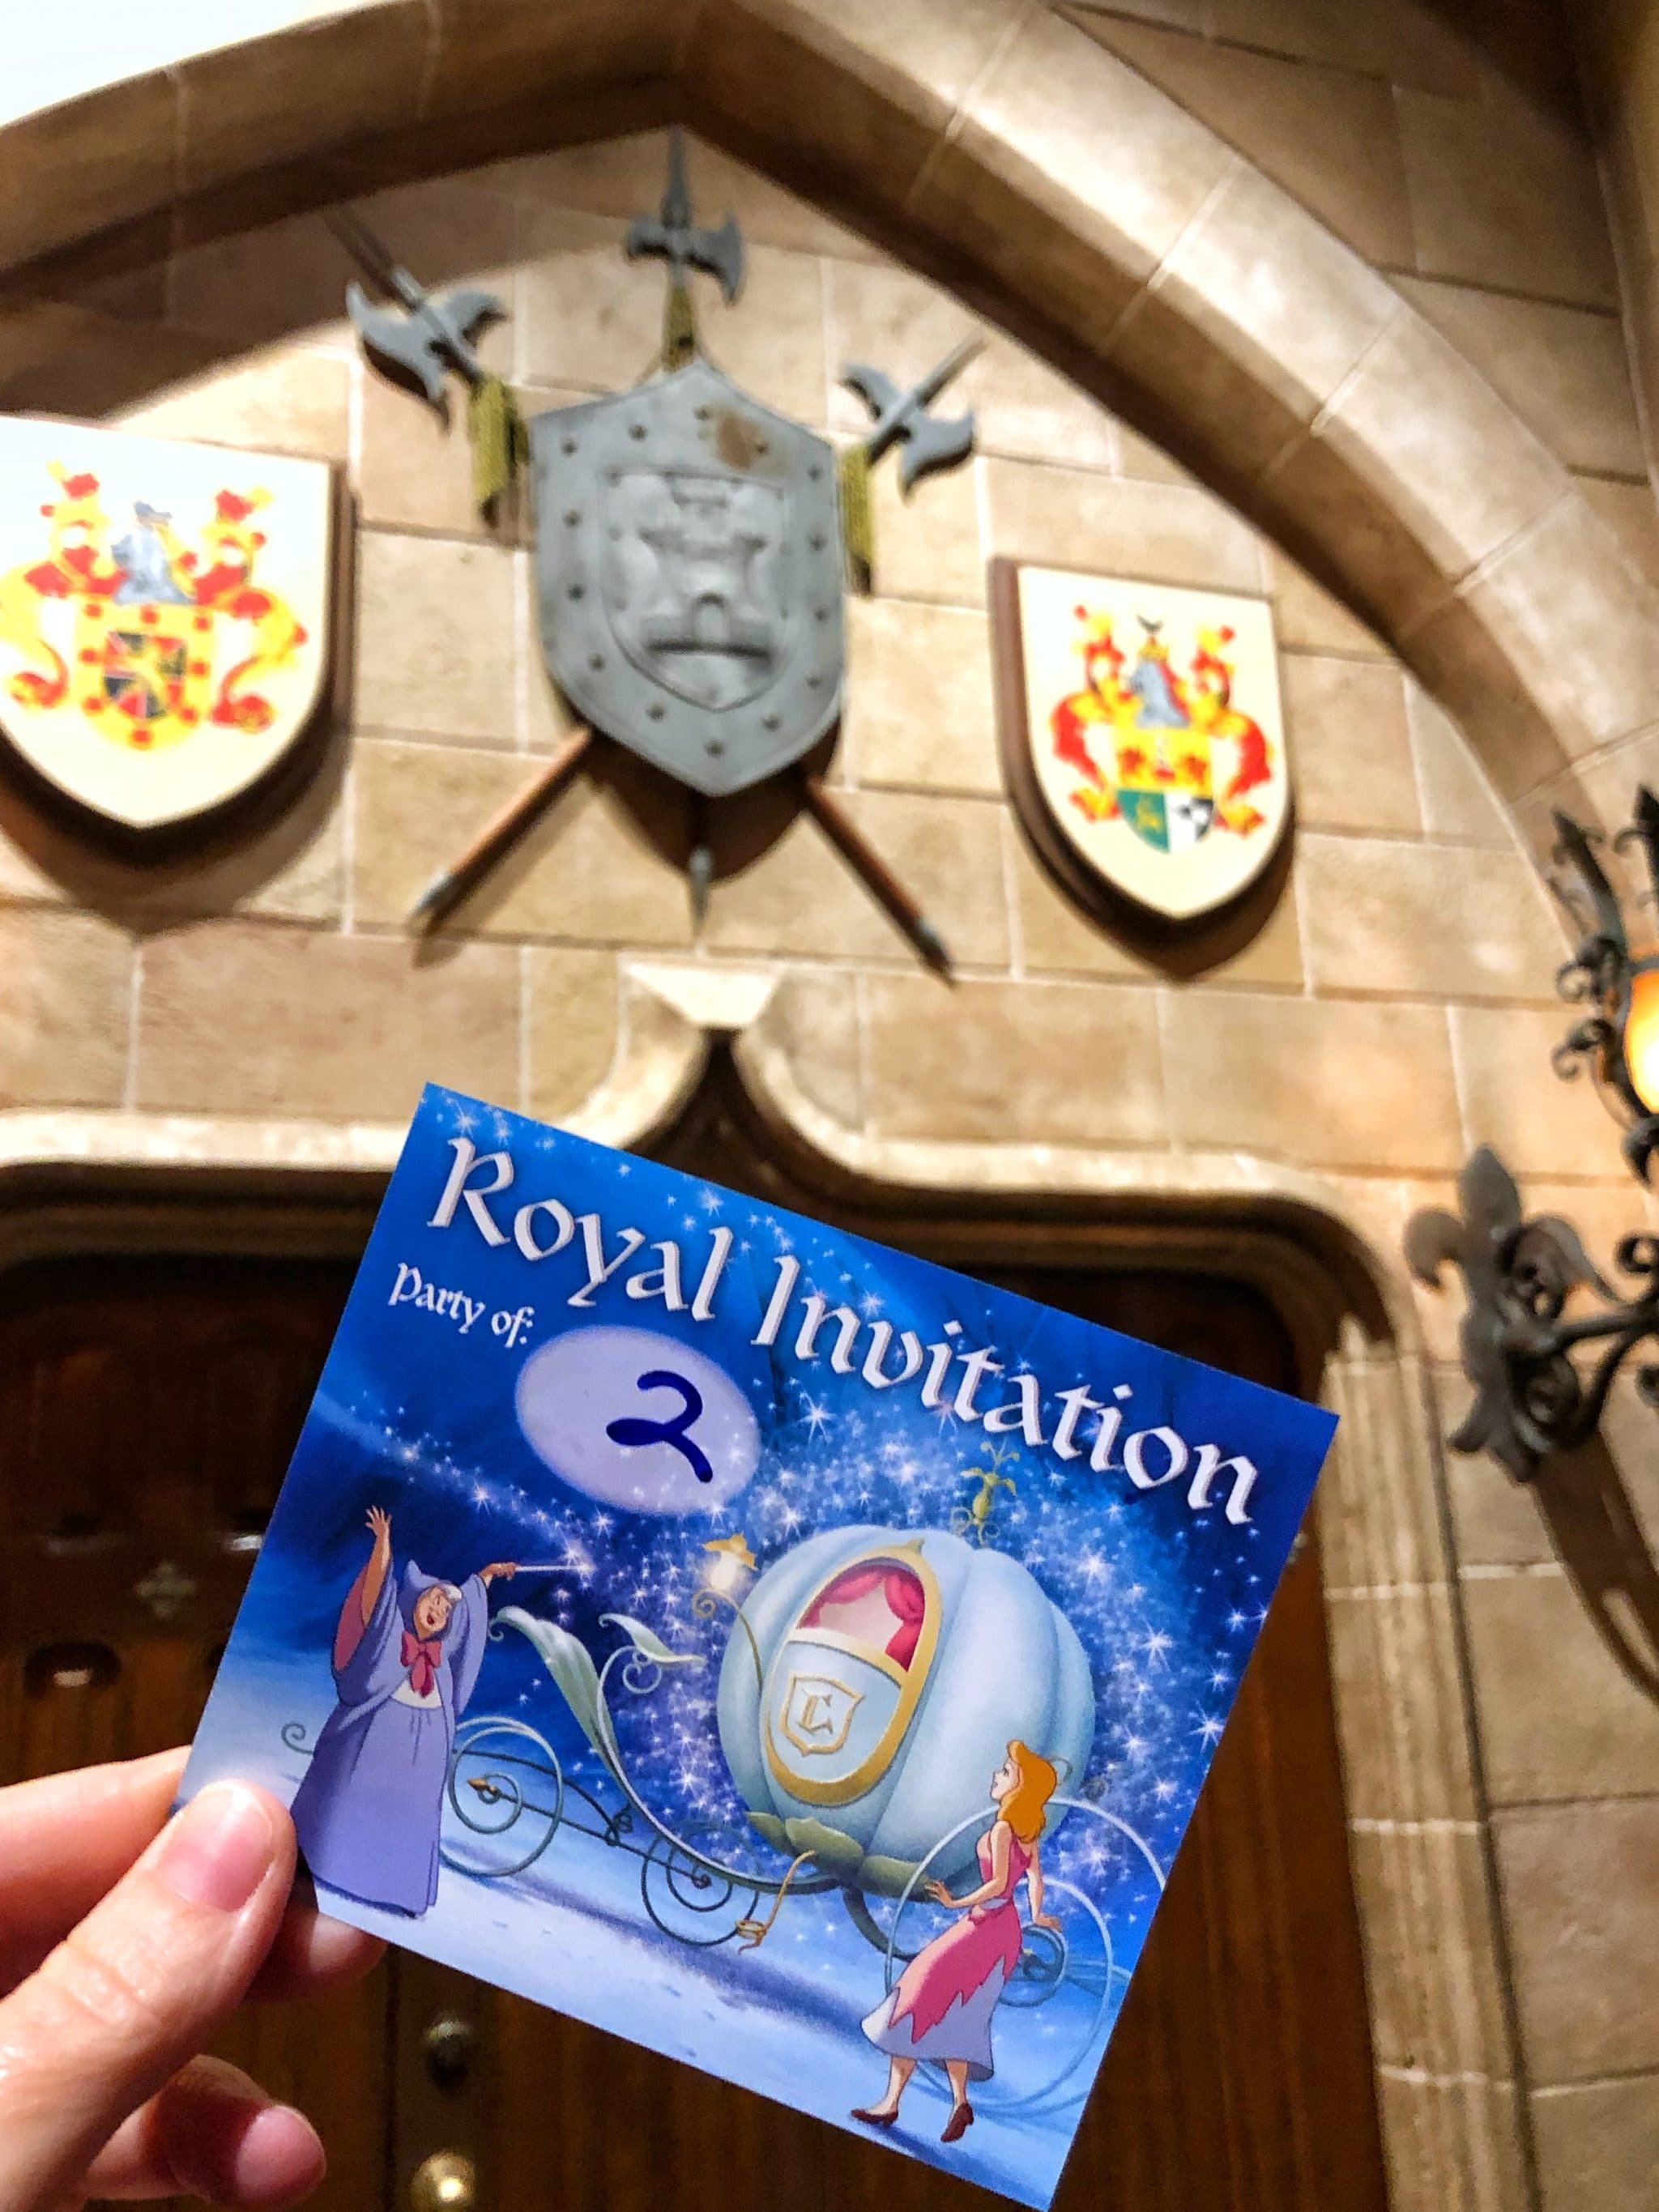 Royal Invitation
Party of:
2
C